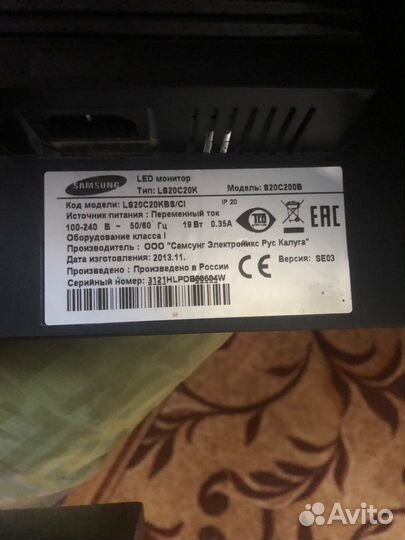 SAMSUNG
LED монитор
Тип: LS20C20K
Модель: S20C200B
Код модели: LS20C20KBS/CI
IP 20
Источник питания : Переменный ток
100-240 В ~ 50/60 Гц 19 Вт 0.35A
Оборудование класса I
Производитель : ООО "Самсунг Электроникс Рус Калуга"
Дата изготовления: 2013.11.
Произведено : Произведено в России
Серийный номер: 3121HLPDB00604W
TCO
EAC
CE
Версия: SE03
Avito